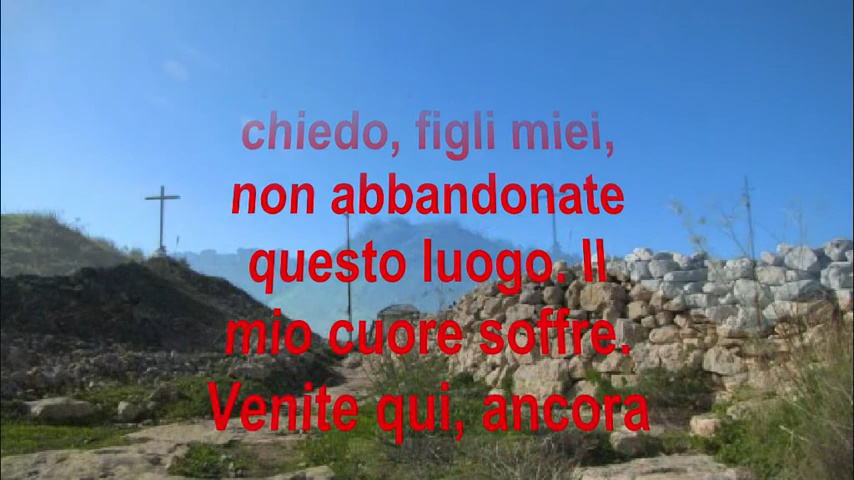 chiedo, figli miei,
non abbandonate
questo luogo. Il
mio cuore soffre.
Venite qui, ancora